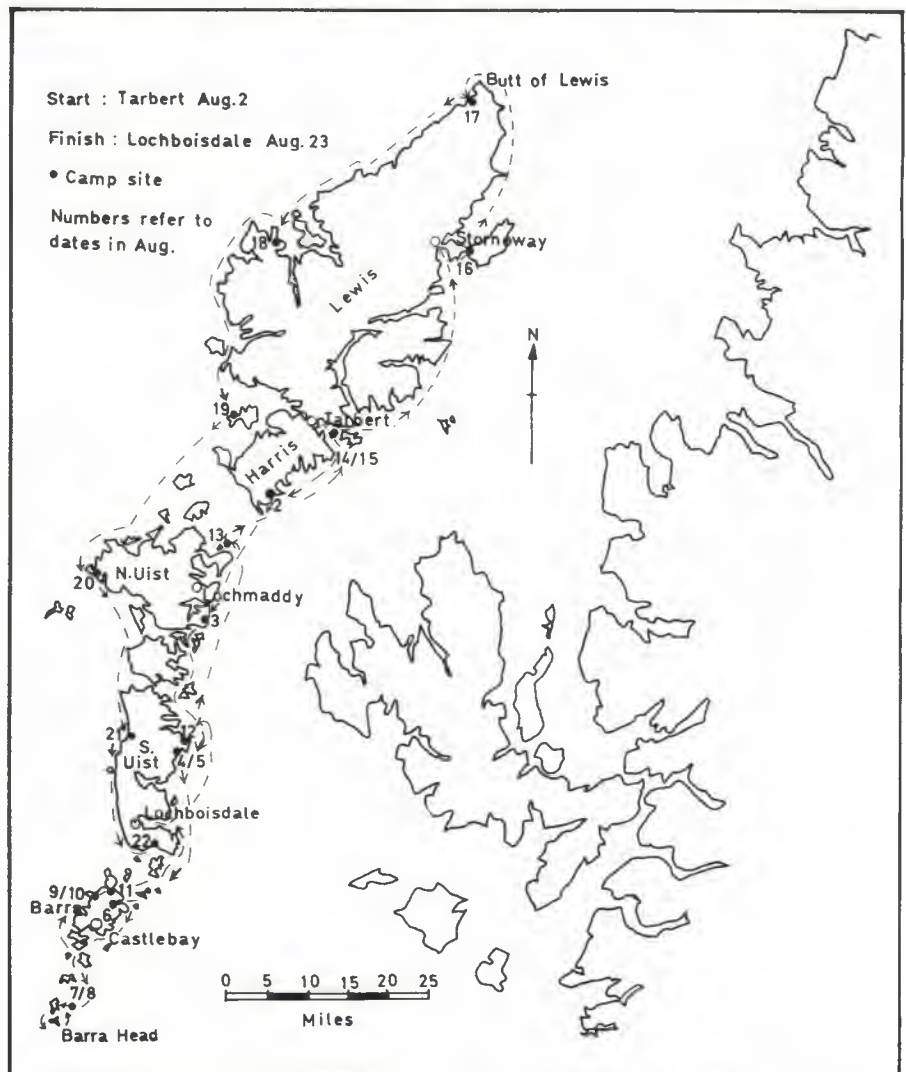 Start : Tarbert Aug.2
Finish : Lochboisdale Aug.23
• Camp site
Numbers refer to
dates in Aug.
Butt of Lewis
17
18
Stornoway
16
Lewis
N
19
Tarbert
14/15
Harris
2
13
N.Uist
20
Lochmaddy
3
2
12
S.
Uist
4/5
Lochboisdale
22
9/10
11
Barra
6
Castlebay
7/8
Barra Head
0 5 10 15 20 25
Miles